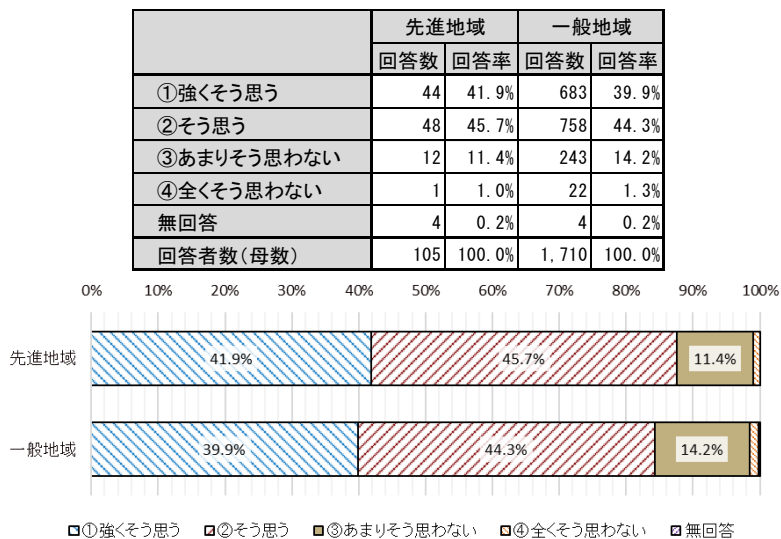 先進地域 一般地域
回答数 回答率 回答数 回答率
①強くそう思う 44 41.9% 683 39.9%
②そう思う 48 45.7% 758 44.3%
③あまりそう思わない 12 11.4% 243 14.2%
④全くそう思わない 1 1.0% 22 1.3%
無回答 4 0.2% 4 0.2%
回答者数(母数) 105 100.0% 1,710 100.0%
0% 10% 20% 30% 40% 50% 60% 70% 80% 90% 100%
先進地域 41.9% 45.7% 11.4%
一般地域 39.9% 44.3% 14.2%
①強くそう思う ②そう思う ③あまりそう思わない ④全くそう思わない 無回答